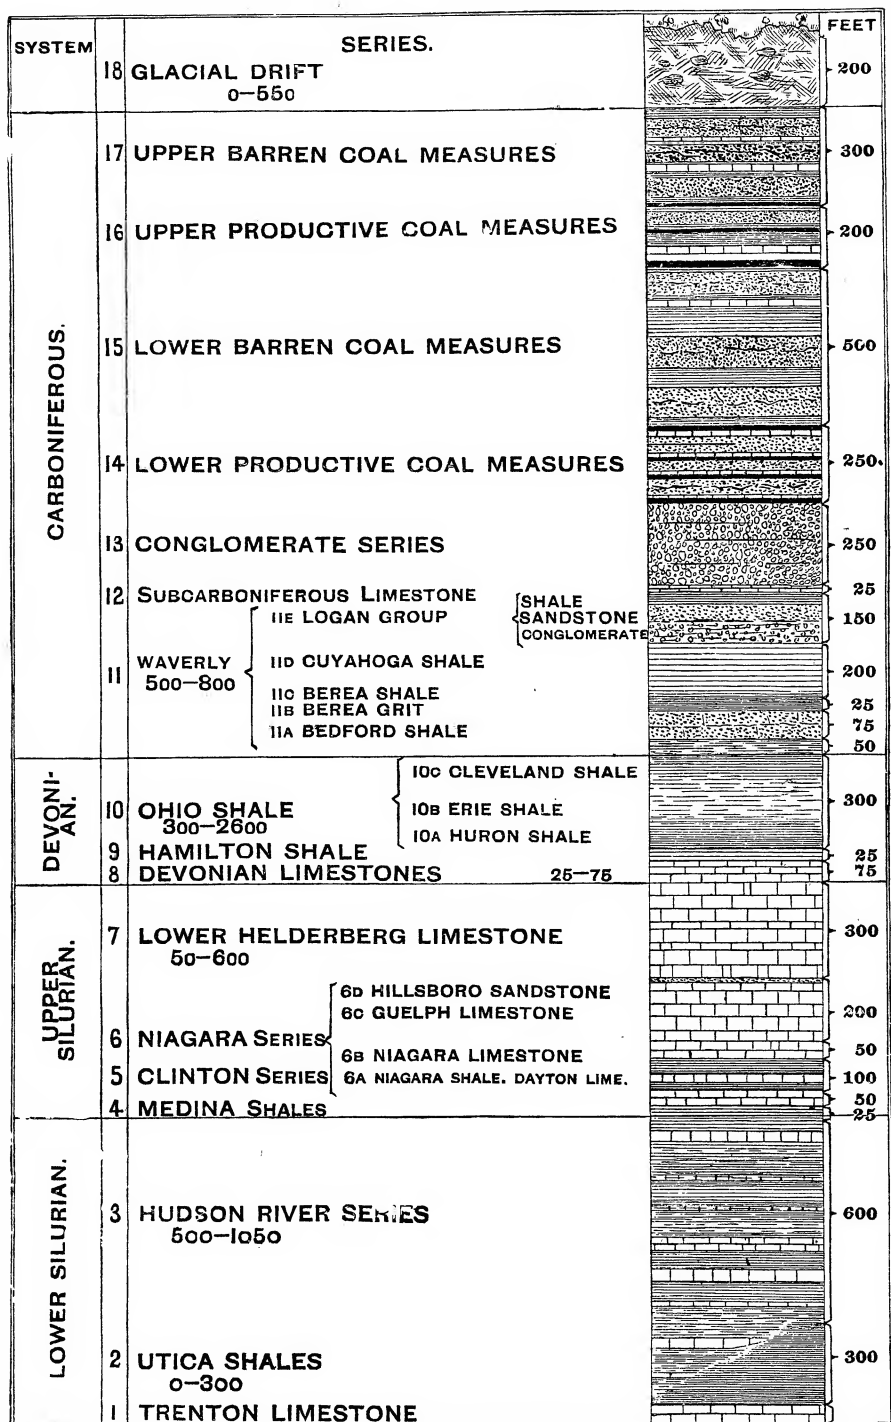 SYSTEM
SERIES.
FEET
18 GLACIAL DRIFT
0–550
200
CARBONIFEROUS.
17 UPPER BARREN COAL MEASURES
300
16 UPPER PRODUCTIVE COAL MEASURES
200
15 LOWER BARREN COAL MEASURES
500
14 LOWER PRODUCTIVE COAL MEASURES
250
13 CONGLOMERATE SERIES
250
12 SUBCARBONIFEROUS LIMESTONE
25
11 WAVERLY
500–800
11E LOGAN GROUP
SHALE
SANDSTONE
CONGLOMERATE
150
11D CUYAHOGA SHALE
200
11C BEREA SHALE
25
11B BEREA GRIT
75
11A BEDFORD SHALE
50
DEVONI-
AN.
10 OHIO SHALE
300–2600
10C CLEVELAND SHALE
10B ERIE SHALE
10A HURON SHALE
300
9 HAMILTON SHALE
25
8 DEVONIAN LIMESTONES 25–75
75
UPPER
SILURIAN.
7 LOWER HELDERBERG LIMESTONE
50–600
300
6 NIAGARA SERIES
6D HILLSBORO SANDSTONE
6C GUELPH LIMESTONE
200
6B NIAGARA LIMESTONE
50
6A NIAGARA SHALE. DAYTON LIME.
100
5 CLINTON SERIES
50
4 MEDINA SHALES
25
LOWER SILURIAN.
3 HUDSON RIVER SERIES
500–1050
600
2 UTICA SHALES
0–300
300
1 TRENTON LIMESTONE